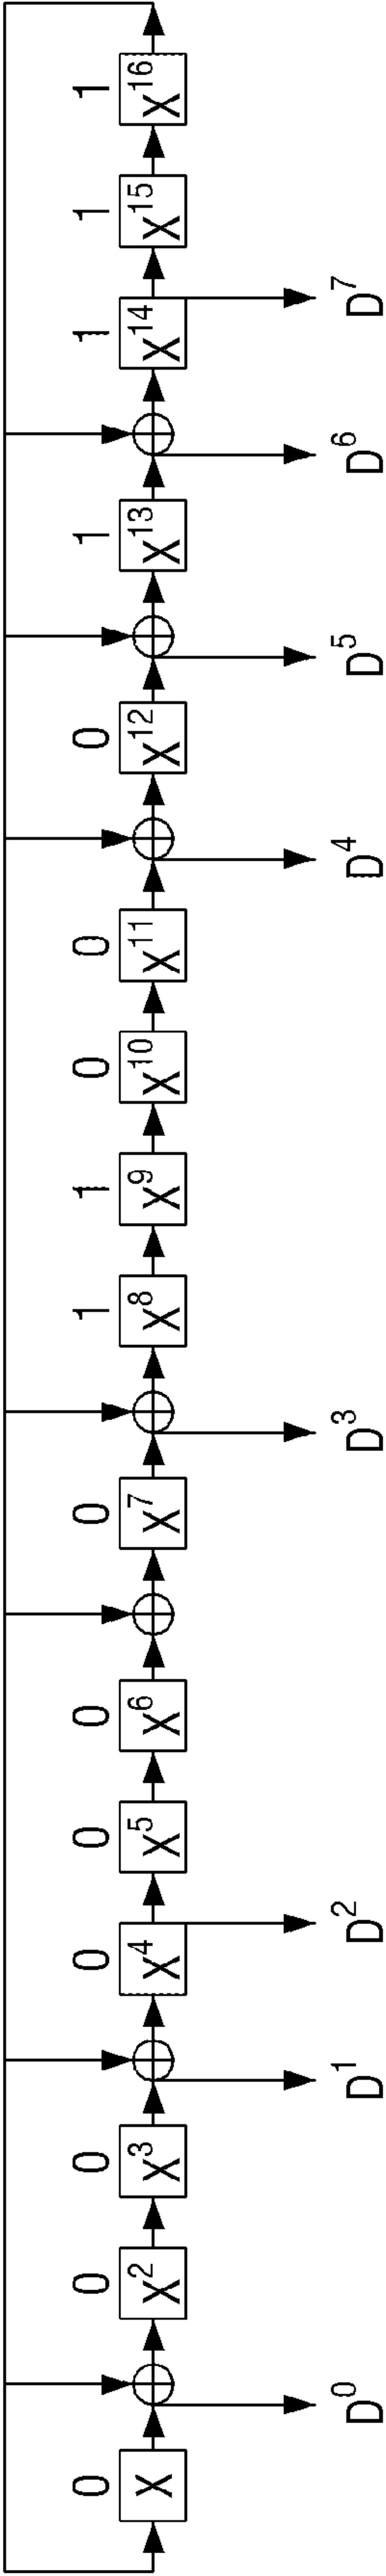 0 0 0 0 0 0 0 1 1 0 0 0 1 1 1 1
X X² X³ X⁴ X⁵ X⁶ X⁷ X⁸ X⁹ X¹⁰ X¹¹ X¹² X¹³ X¹⁴ X¹⁵ X¹⁶
D⁰ D¹ D² D³ D⁴ D⁵ D⁶ D⁷